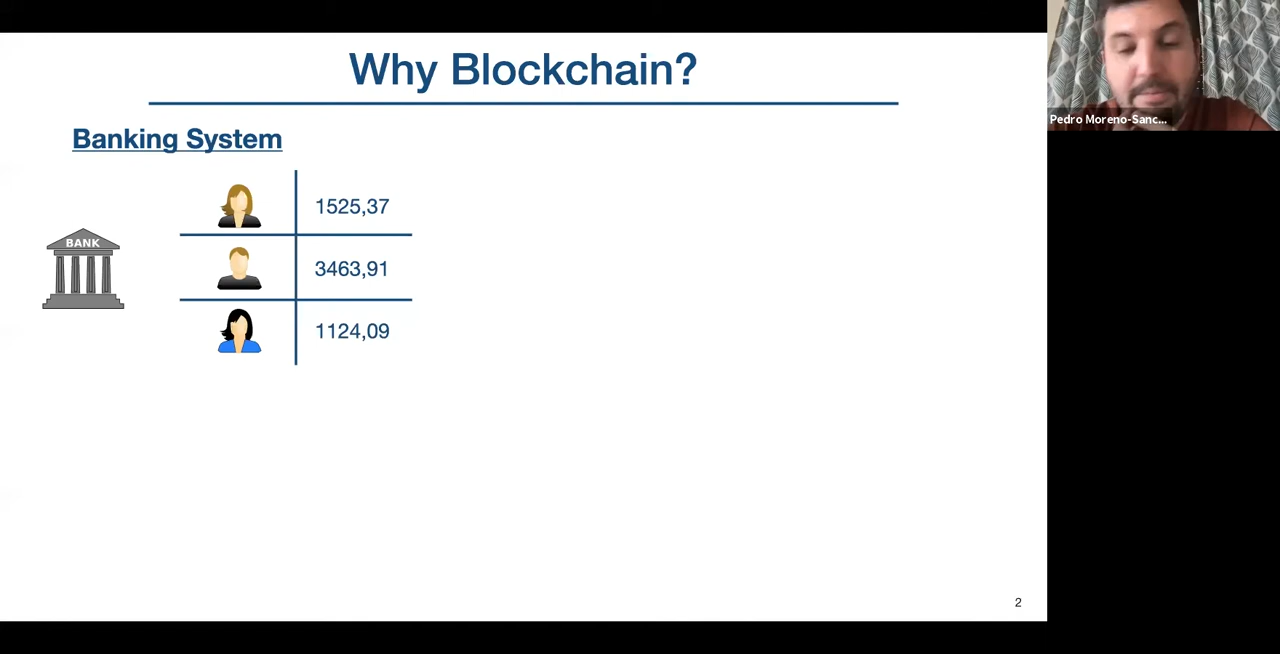 Why Blockchain?
Pedro Moreno-Sanc...
Banking System
BANK
1525,37
3463,91
1124,09
2